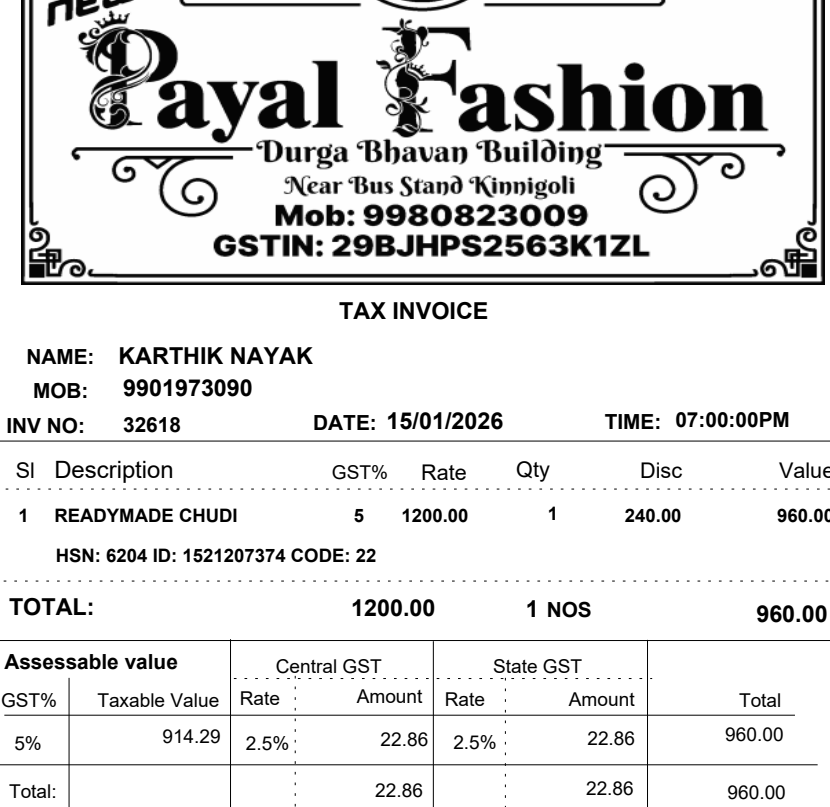 new
Payal Fashion
Durga Bhavan Building
Near Bus Stand Kinnigoli
Mob: 9980823009
GSTIN: 29BJHPS2563K1ZL
TAX INVOICE
NAME: KARTHIK NAYAK
MOB: 9901973090
INV NO: 32618 DATE: 15/01/2026 TIME: 07:00:00PM
Sl Description GST% Rate Qty Disc Value
1 READYMADE CHUDI 5 1200.00 1 240.00 960.00
HSN: 6204 ID: 1521207374 CODE: 22
TOTAL: 1200.00 1 NOS 960.00
Assessable value Central GST State GST
GST% Taxable Value Rate Amount Rate Amount Total
5% 914.29 2.5% 22.86 2.5% 22.86 960.00
Total: 22.86 22.86 960.00